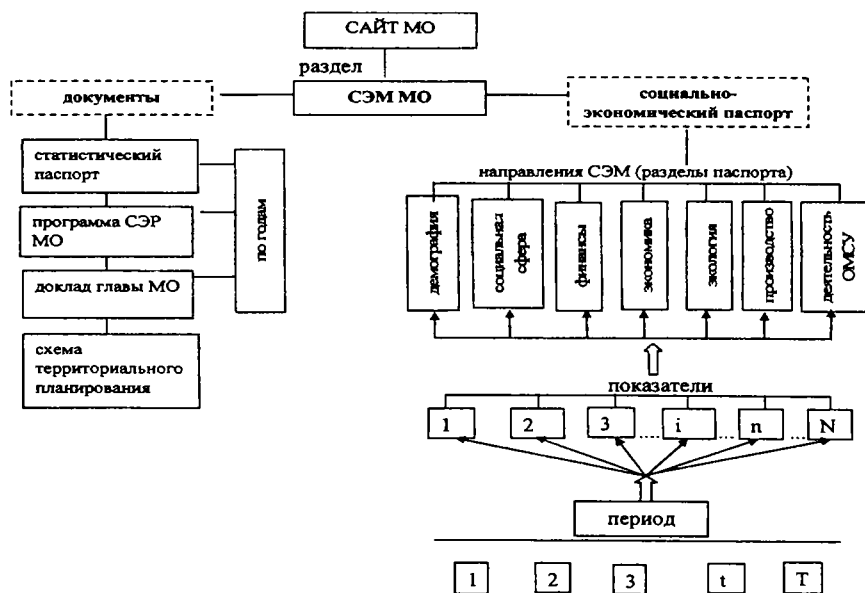 САЙТ МО
раздел
СЭМ МО
документы
социально-
экономический паспорт
статистический
паспорт
программа СЭР
МО
доклад главы МО
схема
территориального
планирования
по годам
направления СЭМ (разделы паспорта)
демография
социальная
сфера
финансы
экономика
экология
производство
деятельность
ОМСУ
показатели
1 2 3 ... i ... n ... N
период
1 2 3 t T